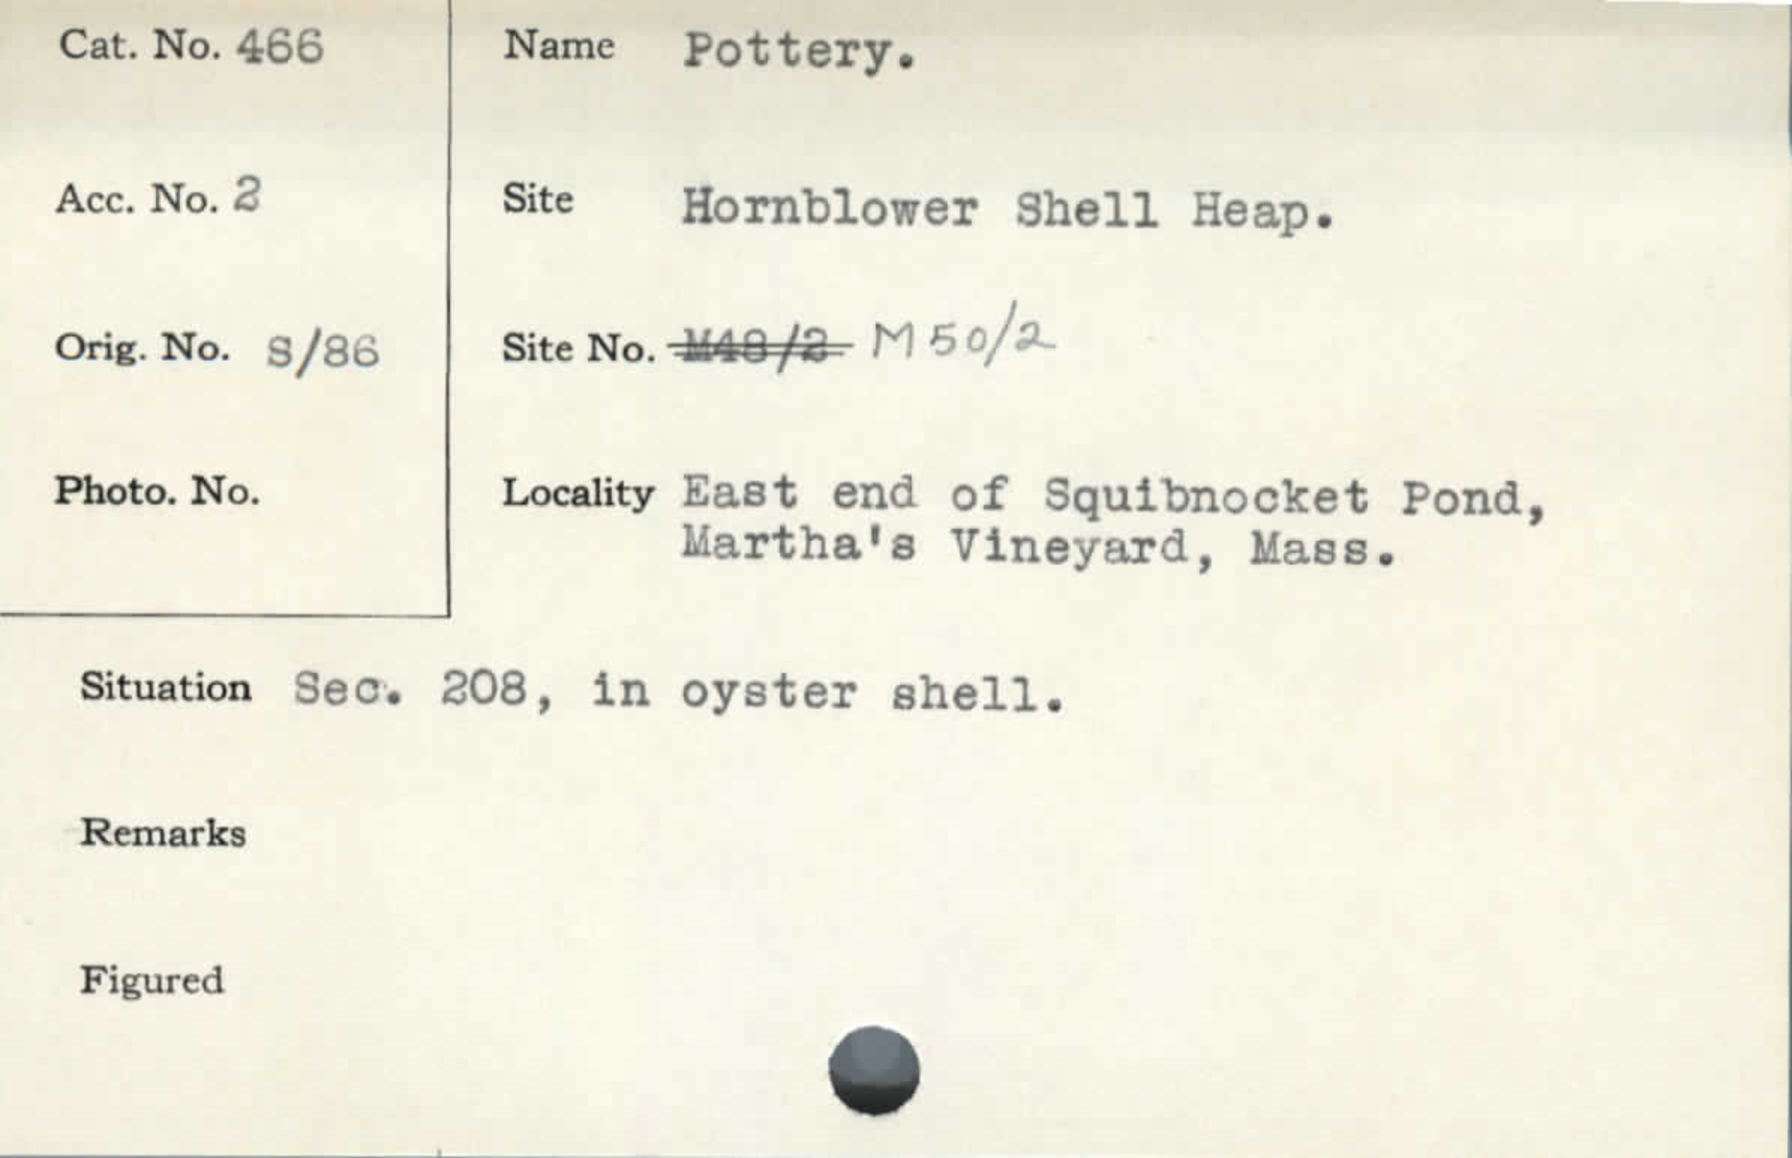 Cat. No. 466
Name Pottery.
Acc. No. 2
Site Hornblower Shell Heap.
Orig. No. S/86
Site No. M48/2 M50/2
Photo. No.
Locality East end of Squibnocket Pond,
Martha's Vineyard, Mass.
Situation Sec. 208, in oyster shell.
Remarks
Figured